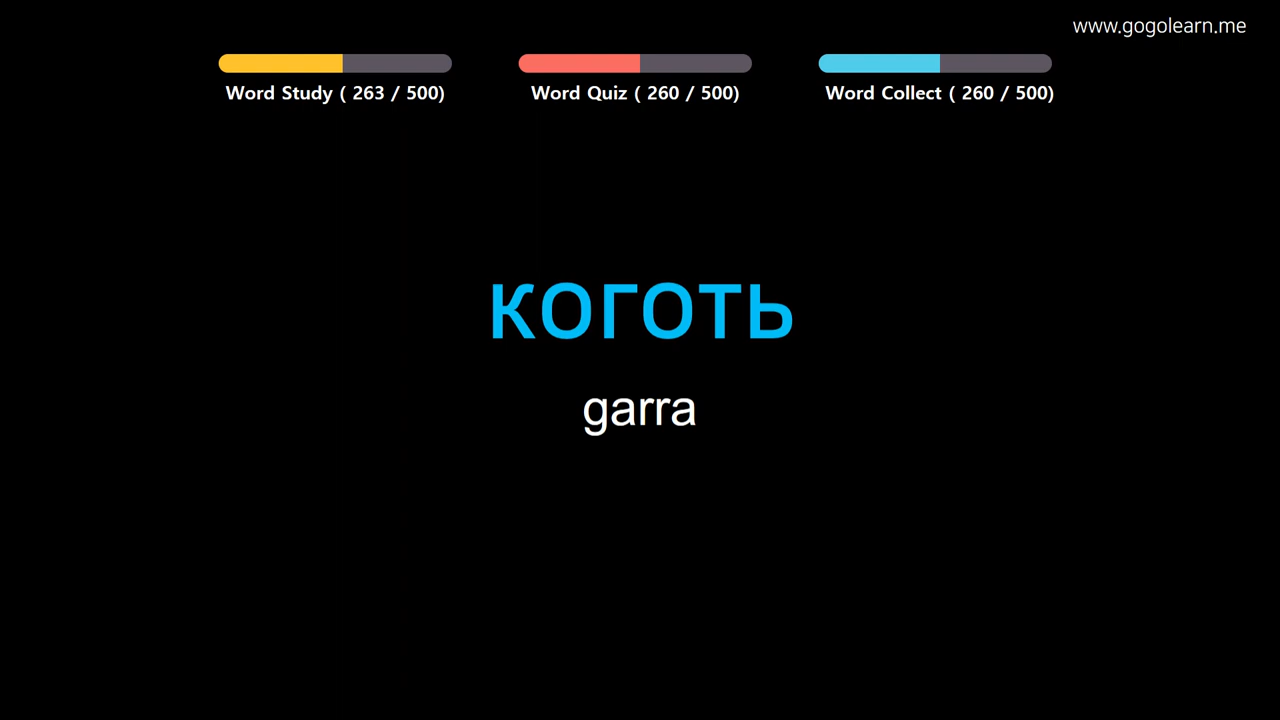 www.gogolearn.me
Word Study ( 263 / 500)
Word Quiz ( 260 / 500)
Word Collect ( 260 / 500)
коготь
garra